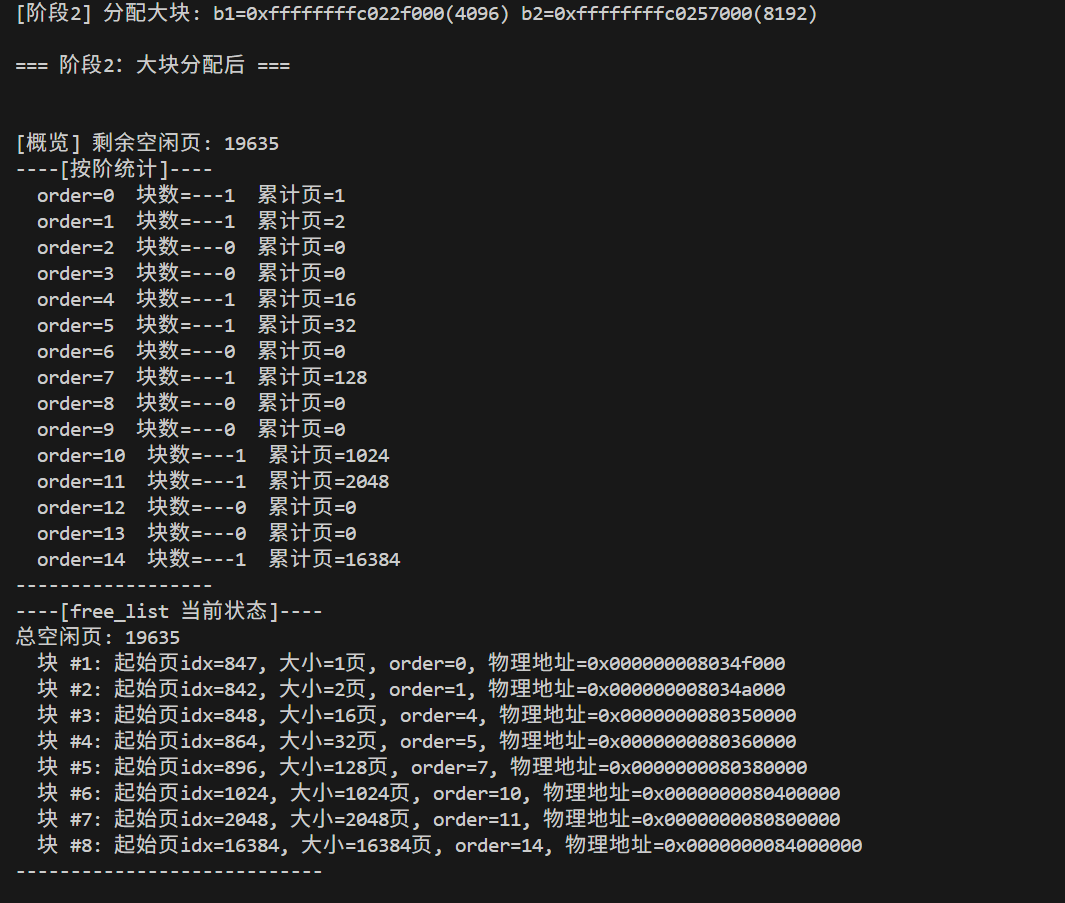 [阶段2] 分配大块: b1=0xffffffffc022f000(4096) b2=0xffffffffc0257000(8192)
=== 阶段2: 大块分配后 ===
[概览] 剩余空闲页: 19635
----[按阶统计]----
order=0 块数=---1 累计页=1
order=1 块数=---1 累计页=2
order=2 块数=---0 累计页=0
order=3 块数=---0 累计页=0
order=4 块数=---1 累计页=16
order=5 块数=---1 累计页=32
order=6 块数=---0 累计页=0
order=7 块数=---1 累计页=128
order=8 块数=---0 累计页=0
order=9 块数=---0 累计页=0
order=10 块数=---1 累计页=1024
order=11 块数=---1 累计页=2048
order=12 块数=---0 累计页=0
order=13 块数=---0 累计页=0
order=14 块数=---1 累计页=16384
------------------
----[free_list 当前状态]----
总空闲页: 19635
块 #1: 起始页idx=847, 大小=1页, order=0, 物理地址=0x000000008034f000
块 #2: 起始页idx=842, 大小=2页, order=1, 物理地址=0x000000008034a000
块 #3: 起始页idx=848, 大小=16页, order=4, 物理地址=0x0000000080350000
块 #4: 起始页idx=864, 大小=32页, order=5, 物理地址=0x0000000080360000
块 #5: 起始页idx=896, 大小=128页, order=7, 物理地址=0x0000000080380000
块 #6: 起始页idx=1024, 大小=1024页, order=10, 物理地址=0x0000000080400000
块 #7: 起始页idx=2048, 大小=2048页, order=11, 物理地址=0x0000000080800000
块 #8: 起始页idx=16384, 大小=16384页, order=14, 物理地址=0x0000000084000000
----------------------------